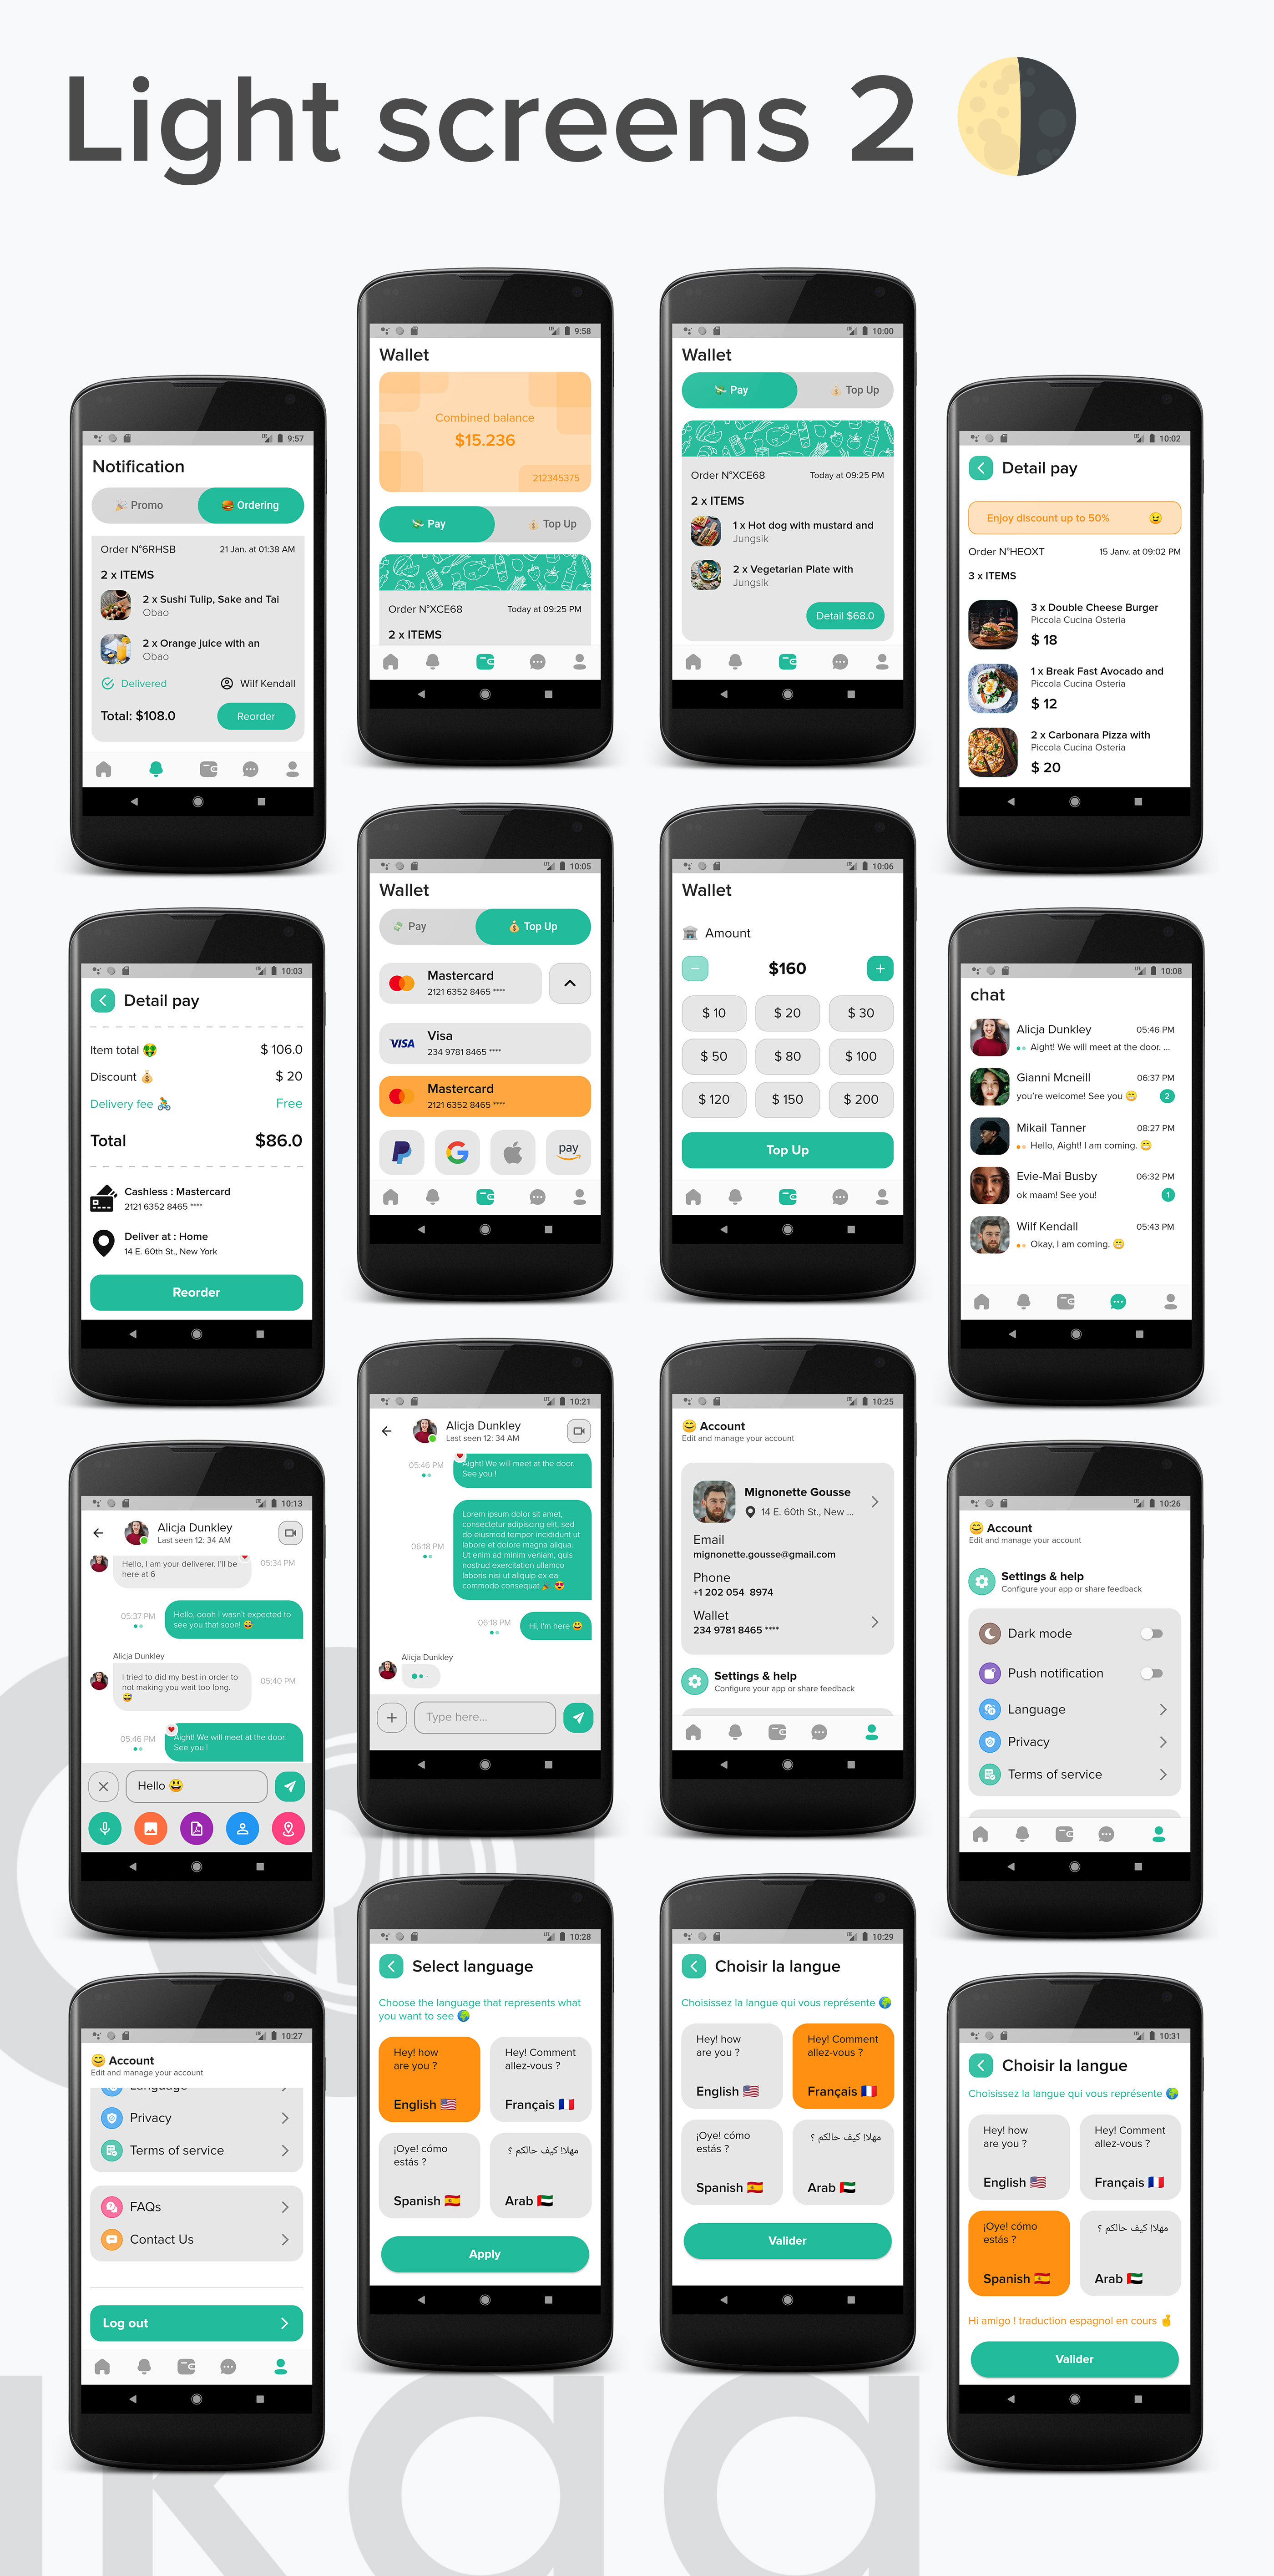 Light screens 2
9:57
Notification
Promo
Ordering
Order N°6RHSB
21 Jan. at 01:38 AM
2 x ITEMS
2 x Sushi Tulip, Sake and Tai
Obao
2 x Orange juice with an
Obao
Delivered
Wilf Kendall
Total: $108.0
Reorder
9:58
Wallet
Combined balance
$15.236
212345375
Pay
Top Up
Order N°XCE68
Today at 09:25 PM
2 x ITEMS
10:00
Wallet
Pay
Top Up
Order N°XCE68
Today at 09:25 PM
2 x ITEMS
1 x Hot dog with mustard and
Jungsik
2 x Vegetarian Plate with
Jungsik
Detail $68.0
10:02
Detail pay
Enjoy discount up to 50% 😉
Order N°HEOXT
15 Janv. at 09:02 PM
3 x ITEMS
3 x Double Cheese Burger
Piccola Cucina Osteria
$ 18
1 x Break Fast Avocado and
Piccola Cucina Osteria
$ 12
2 x Carbonara Pizza with
Piccola Cucina Osteria
$ 20
10:03
Detail pay
Item total 🤑
$ 106.0
Discount 💰
$ 20
Delivery fee 🚴
Free
Total
$86.0
Cashless : Mastercard
2121 6352 8465 ****
Deliver at : Home
14 E. 60th St., New York
Reorder
10:05
Wallet
Pay
Top Up
Mastercard
2121 6352 8465 ****
VISA
Visa
234 9781 8465 ****
Mastercard
2121 6352 8465 ****
pay
10:06
Wallet
Amount
$160
$ 10
$ 20
$ 30
$ 50
$ 80
$ 100
$ 120
$ 150
$ 200
Top Up
10:08
chat
Alicja Dunkley
05:46 PM
Aight! We will meet at the door. ...
Gianni Mcneill
06:37 PM
you're welcome! See you 😁
2
Mikail Tanner
08:27 PM
Hello, Aight! I am coming. 😁
Evie-Mai Busby
06:32 PM
ok maam! See you!
1
Wilf Kendall
05:43 PM
Okay, I am coming. 😁
10:13
Alicja Dunkley
Last seen 12: 34 AM
Hello, I am your deliverer. I'll be
here at 6
05:34 PM
05:37 PM
Hello, oooh I wasn't expected to
see you that soon! 😅
Alicja Dunkley
I tried to did my best in order to
not making you wait too long.
😅
05:40 PM
05:46 PM
Aight! We will meet at the door.
See you !
Hello 😃
10:21
Alicja Dunkley
Last seen 12: 34 AM
05:46 PM
Aight! We will meet at the door.
See you !
06:18 PM
Lorem ipsum dolor sit amet,
consectetur adipiscing elit, sed
do eiusmod tempor incididunt ut
labore et dolore magna aliqua.
Ut enim ad minim veniam, quis
nostrud exercitation ullamco
laboris nisi ut aliquip ex ea
commodo consequat
06:18 PM
Hi, I'm here 😃
Alicja Dunkley
Type here...
10:25
😊 Account
Edit and manage your account
Mignonette Gousse
14 E. 60th St., New ...
Email
mignonette.gousse@gmail.com
Phone
+1 202 054 8974
Wallet
234 9781 8465 ****
Settings & help
Configure your app or share feedback
10:26
😊 Account
Edit and manage your account
Settings & help
Configure your app or share feedback
Dark mode
Push notification
Language
Privacy
Terms of service
10:27
😊 Account
Edit and manage your account
Language
Privacy
Terms of service
FAQs
Contact Us
Log out
10:28
Select language
Choose the language that represents what
you want to see 🌍
Hey! how
are you ?
English 🇺🇸
Hey! Comment
allez-vous ?
Français 🇫🇷
¡Oye! cómo
estás ?
Spanish 🇪🇸
مهلا! كيف حالكم ؟
Arab 🇦🇪
Apply
10:29
Choisir la langue
Choisissez la langue qui vous représente 🌍
Hey! how
are you ?
English 🇺🇸
Hey! Comment
allez-vous ?
Français 🇫🇷
¡Oye! cómo
estás ?
Spanish 🇪🇸
مهلا! كيف حالكم ؟
Arab 🇦🇪
Valider
10:31
Choisir la langue
Choisissez la langue qui vous représente 🌍
Hey! how
are you ?
English 🇺🇸
Hey! Comment
allez-vous ?
Français 🇫🇷
¡Oye! cómo
estás ?
Spanish 🇪🇸
مهلا! كيف حالكم ؟
Arab 🇦🇪
Hi amigo ! traduction espagnol en cours 🤞
Valider